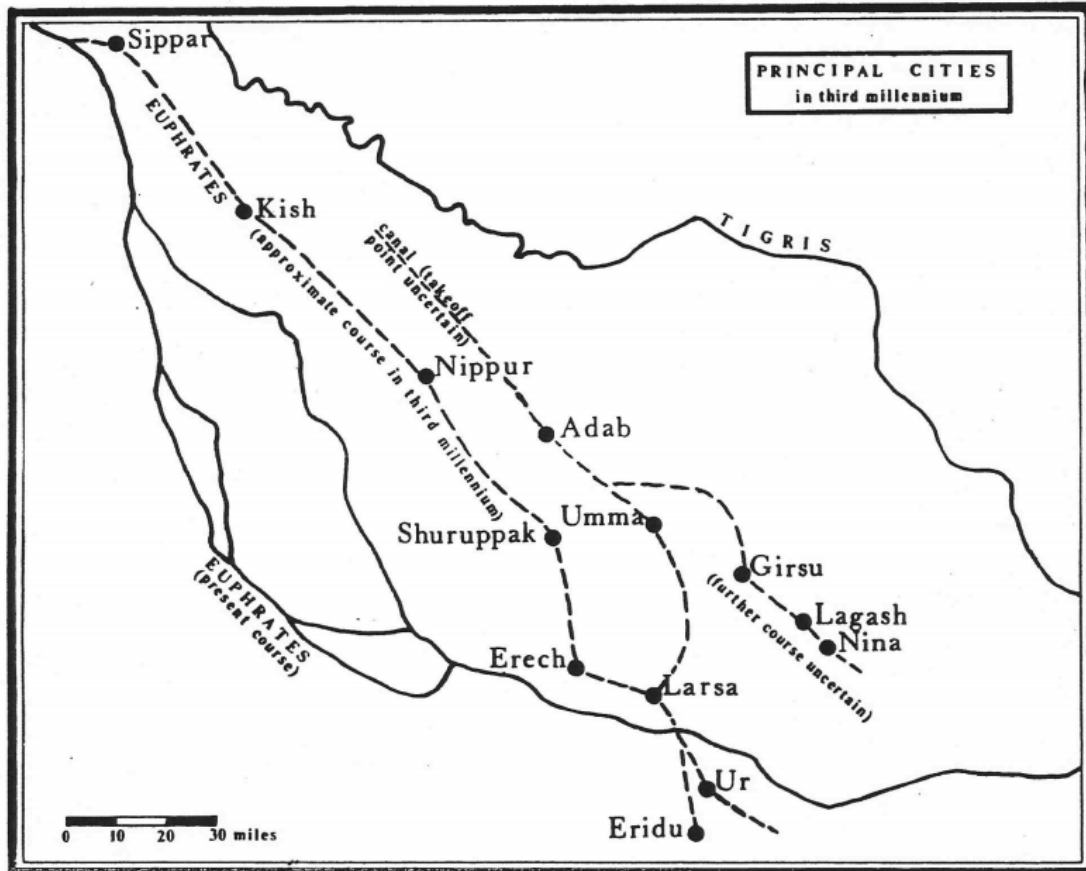 Sippar
PRINCIPAL CITIES
in third millennium
EUPHRATES
Kish
TIGRIS
(approximate course in third millennium)
canal (takeoff
point uncertain)
Nippur
Adab
Shuruppak
Umma
EUPHRATES
(present course)
Girsu
Lagash
Nina
(further course uncertain)
Erech
Larsa
Ur
Eridu
0 10 20 30 miles